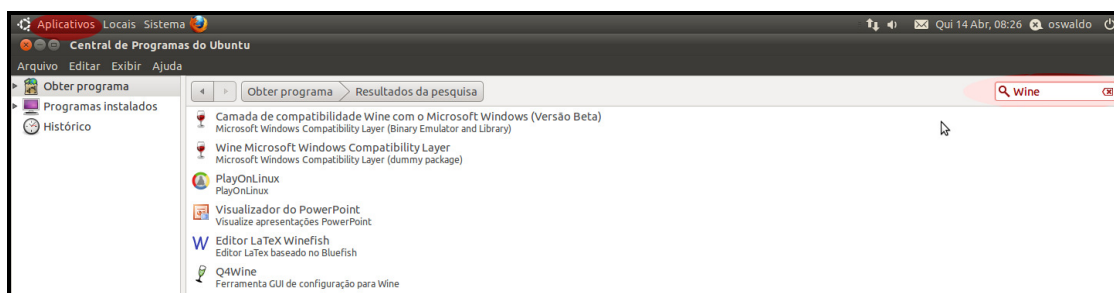 Aplicativos Locais Sistema
Qui 14 Abr, 08:26 oswaldo
Central de Programas do Ubuntu
Arquivo Editar Exibir Ajuda
Obter programa
Programas instalados
Histórico
Obter programa Resultados da pesquisa
Wine
Camada de compatibilidade Wine com o Microsoft Windows (Versão Beta)
Microsoft Windows Compatibility Layer (Binary Emulator and Library)
Wine Microsoft Windows Compatibility Layer
Microsoft Windows Compatibility Layer (dummy package)
PlayOnLinux
PlayOnLinux
Visualizador do PowerPoint
Visualize apresentações PowerPoint
Editor LaTeX Winefish
Editor LaTex baseado no Bluefish
Q4Wine
Ferramenta GUI de configuração para Wine